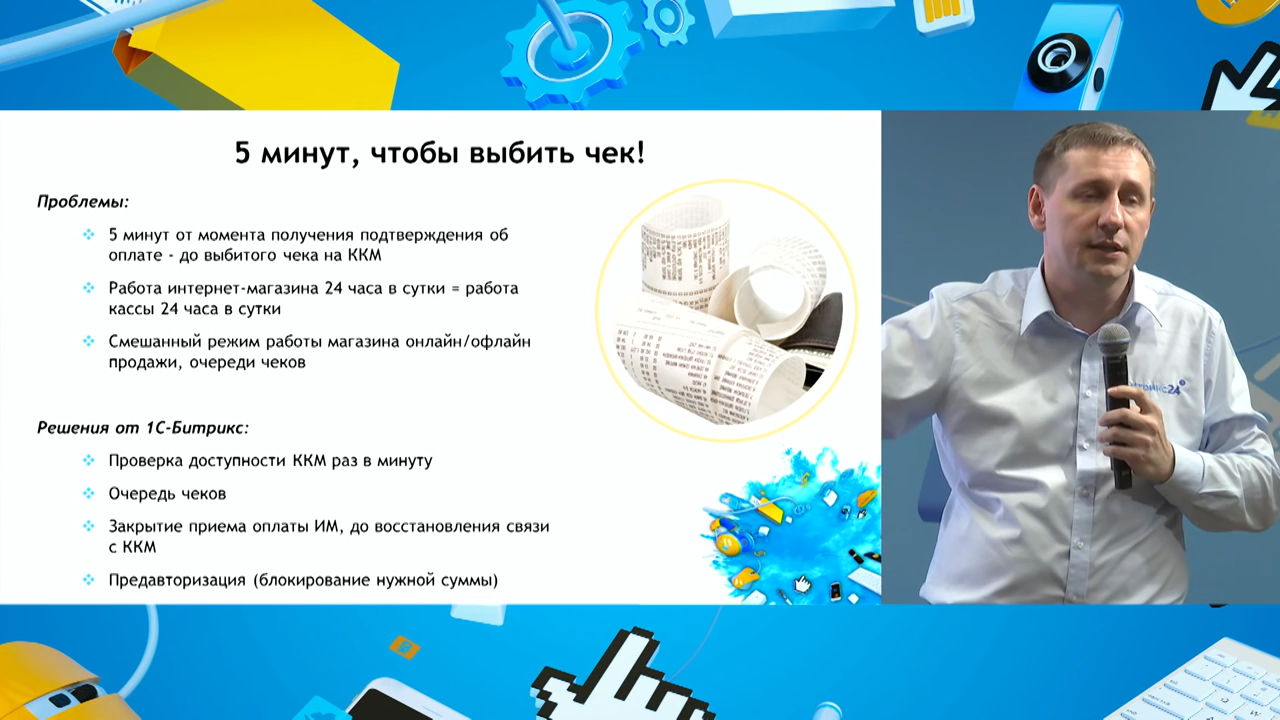 5 минут, чтобы выбить чек!
Проблемы:
5 минут от момента получения подтверждения об
оплате - до выбитого чека на ККМ
Работа интернет-магазина 24 часа в сутки = работа
кассы 24 часа в сутки
Смешанный режим работы магазина онлайн/офлайн
продажи, очереди чеков
Решения от 1С-Битрикс:
Проверка доступности ККМ раз в минуту
Очередь чеков
Закрытие приема оплаты ИМ, до восстановления связи
с ККМ
Предавторизация (блокирование нужной суммы)